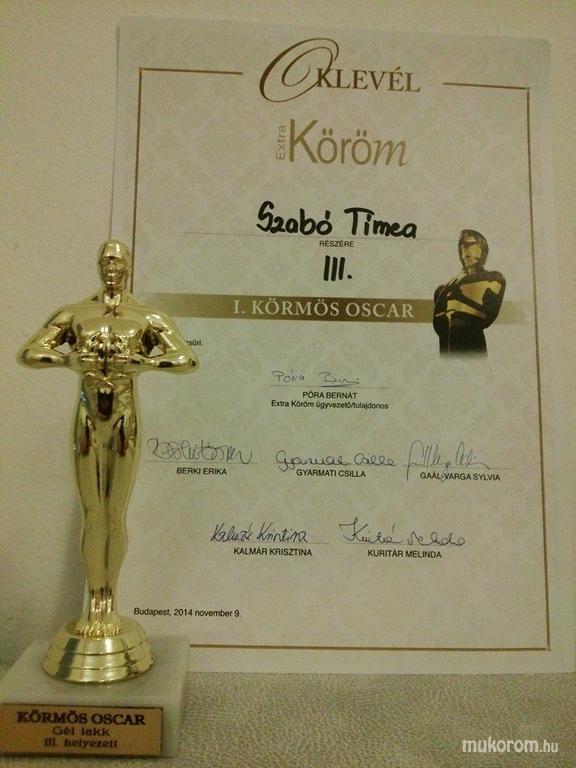 OKLEVÉL
Extra Köröm
Szabó Tímea
RÉSZÉRE
III.
I. KÖRMÖS OSCAR
PÓRA BERNÁT
Extra Köröm ügyvezető/tulajdonos
BERKI ERIKA
GYARMATI CSILLA
GAÁL-VARGA SYLVIA
KALMÁR KRISZTINA
KURITÁR MELINDA
Budapest, 2014 november 9.
KÖRMÖS OSCAR
Gél lakk
III. helyezett
mukorom.hu